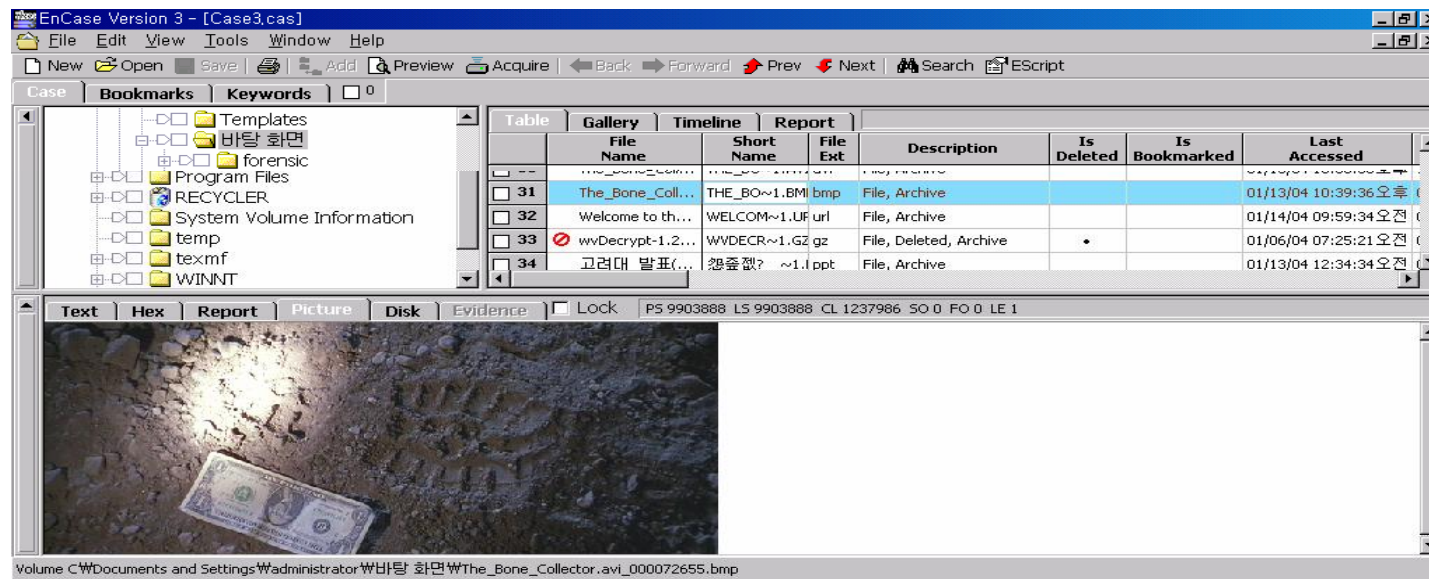 EnCase Version 3 - [Case3.cas]
File Edit View Tools Window Help
New Open Save Add Preview Acquire Back Forward Prev Next Search EScript
Case Bookmarks Keywords 0
Templates
바탕 화면
forensic
Program Files
RECYCLER
System Volume Information
temp
texmf
WINNT
Table Gallery Timeline Report
File Name Short Name File Ext Description Is Deleted Is Bookmarked Last Accessed
31 The_Bone_Coll... THE_BO~1.BM bmp File, Archive 01/13/04 10:39:36오후
32 Welcome to th... WELCOM~1.UR url File, Archive 01/14/04 09:59:34오전
33 wvDecrypt-1.2... WVDECR~1.GZ gz File, Deleted, Archive • 01/06/04 07:25:21오전
34 고려대 발표(... ~1. ppt File, Archive 01/13/04 12:34:34오전
Text Hex Report Picture Disk Evidence Lock PS 9903888 LS 9903888 CL 1237986 SO 0 FO 0 LE 1
Volume C₩Documents and Settings₩administrator₩바탕 화면₩The_Bone_Collector.avi_000072655.bmp